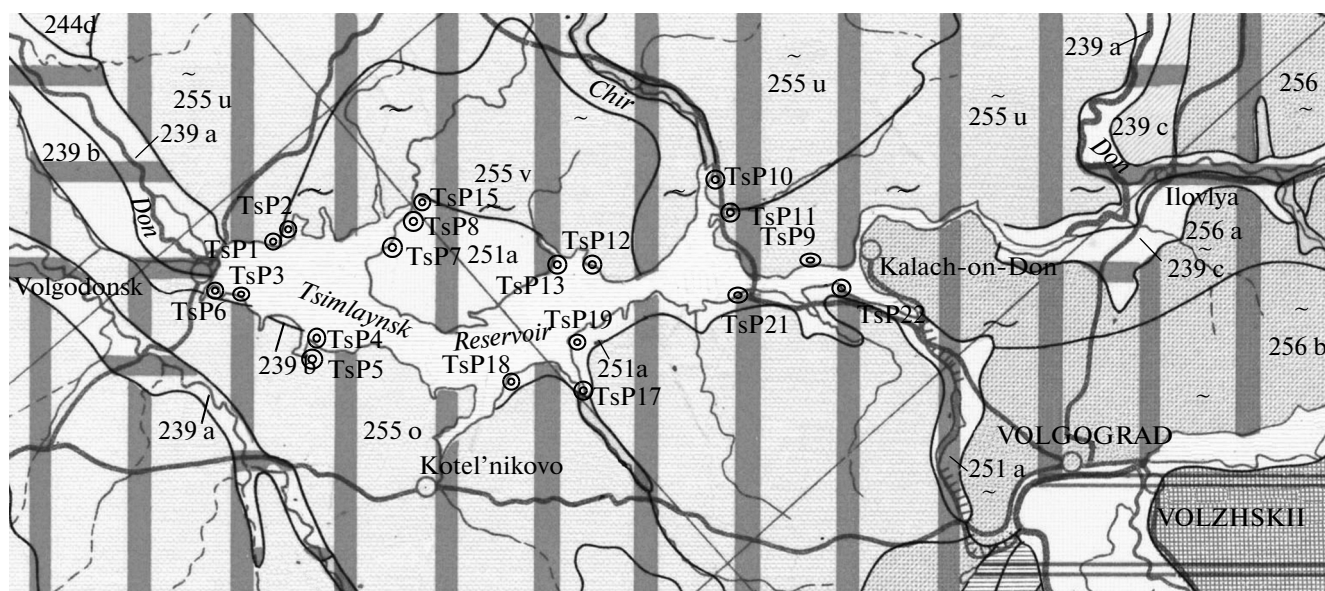 244d
239 a
255 u
256
255 u
Chir
255 u
239 a
239 c
239 b
Don
255 v
TsP10
Ilovlya
TsP15
Don
TsP2
TsP11
TsP8
256 a
TsP1
TsP7
251a
TsP12
TsP9
239 c
Volgodonsk
TsP3
TsP13
Kalach-on-Don
TsP6
Tsimlaynsk
Reservoir
TsP19
TsP21
TsP22
239 b
TsP4
TsP5
TsP18
251a
256 b
TsP17
239 a
255 o
VOLGOGRAD
Kotel'nikovo
251 a
VOLZHSKII